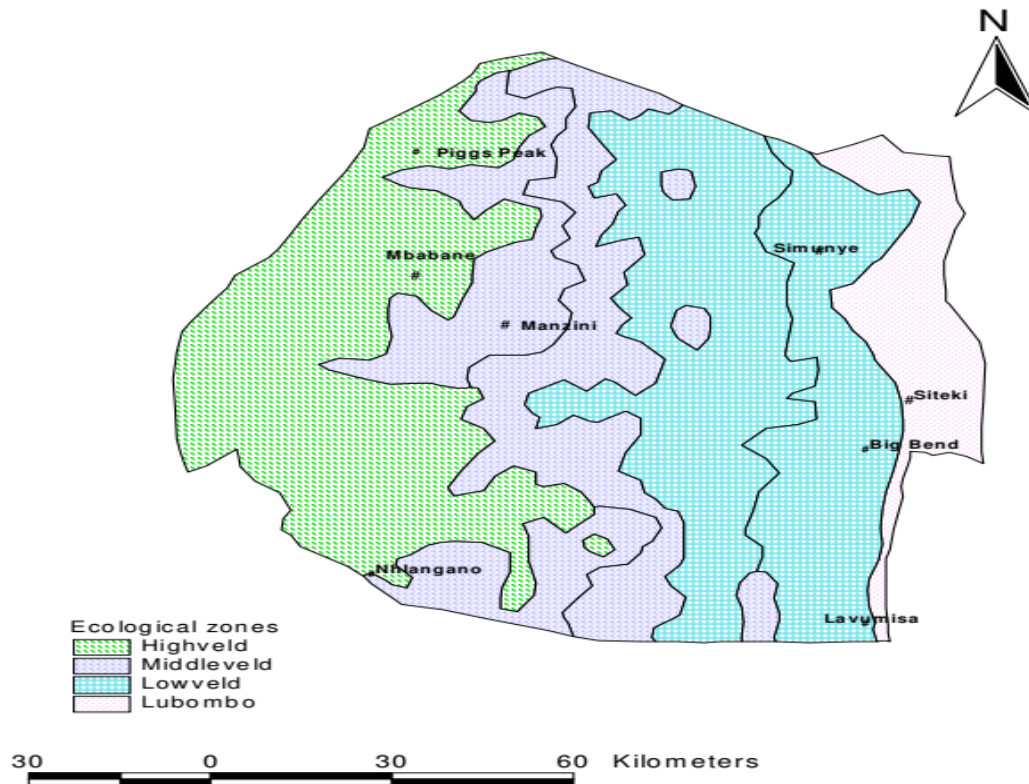 N
Piggs Peak
Simunye
Mbabane
Manzini
Siteki
Big Bend
Nhlangano
Lavumisa
Ecological zones
Highveld
Middleveld
Lowveld
Lubombo
30 0 30 60 Kilometers